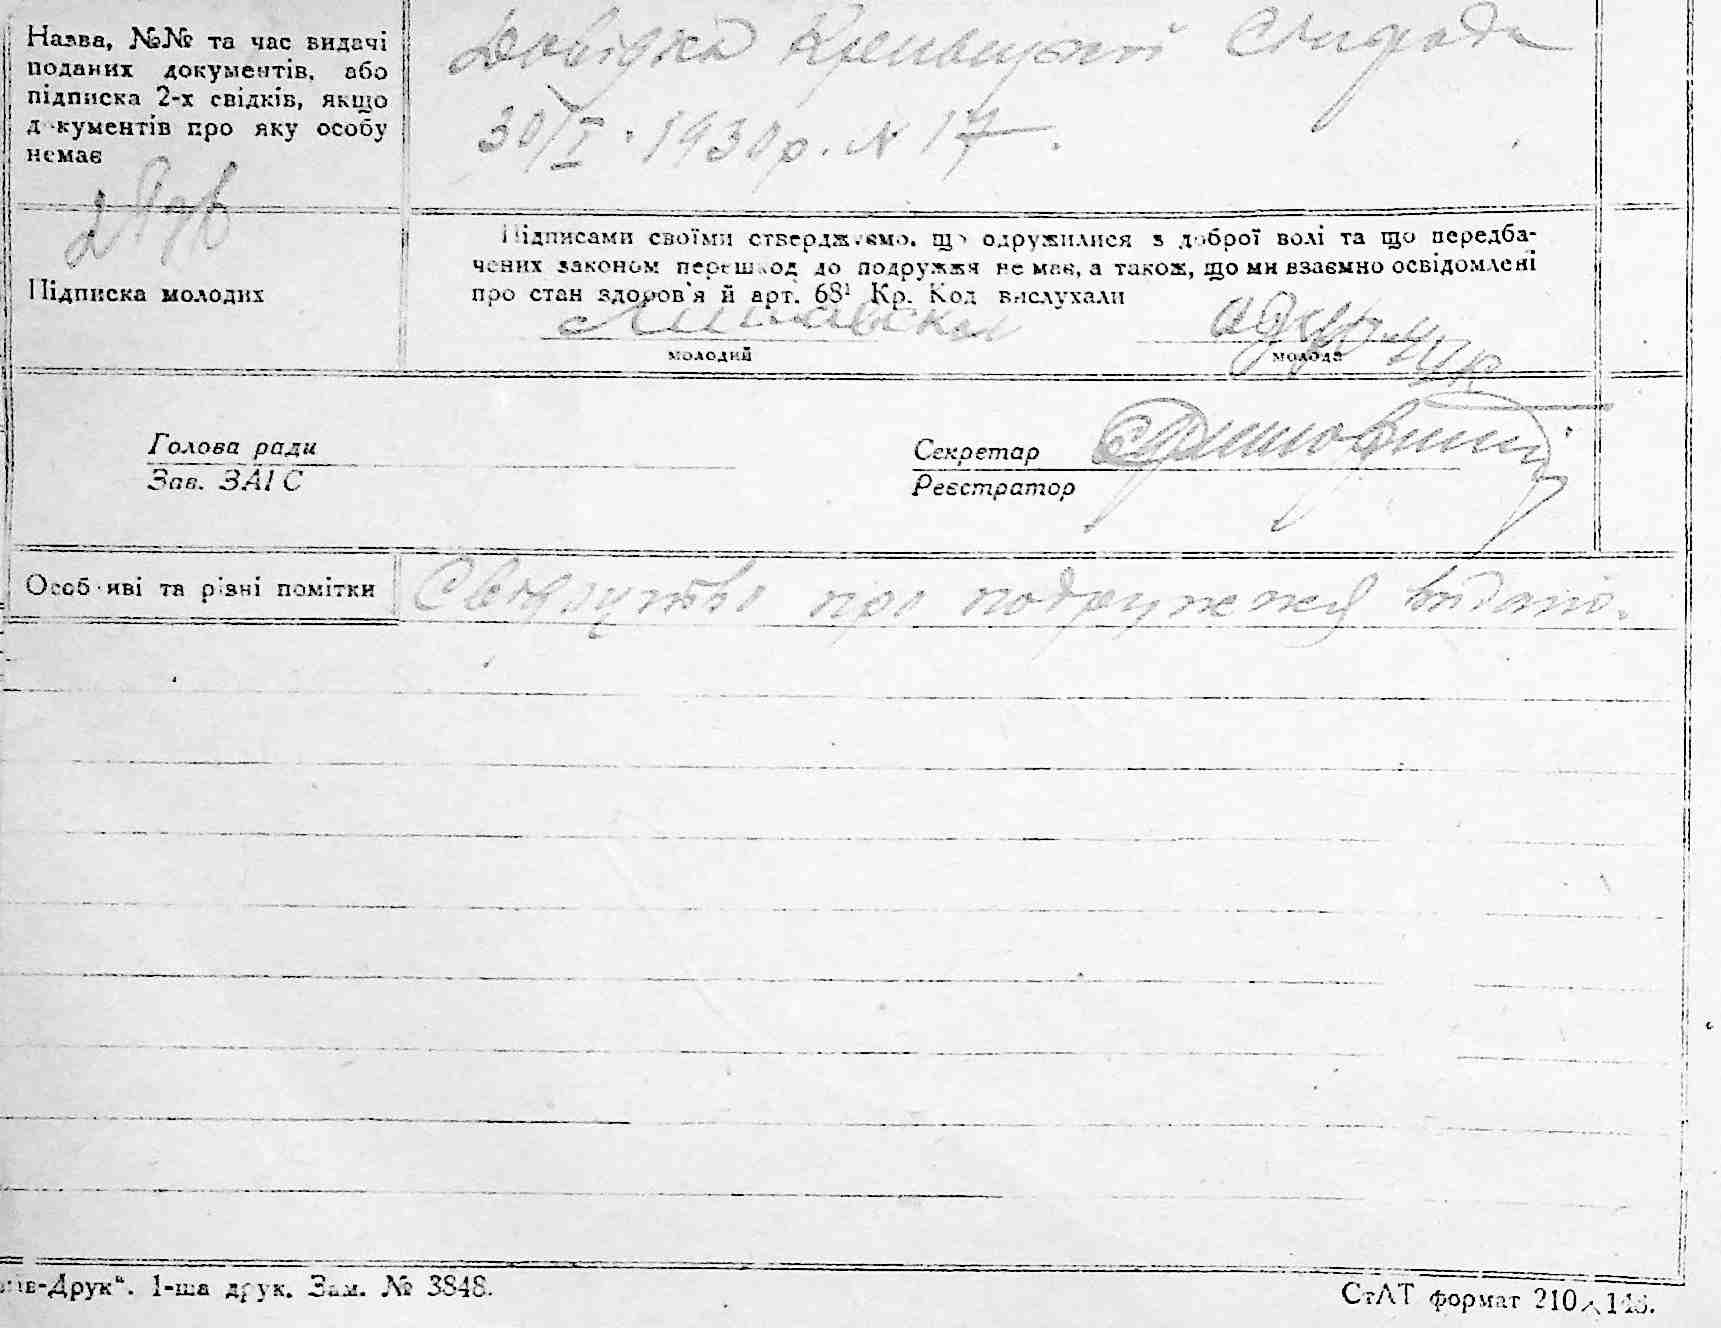 Назва, №№ та час видачі
поданих документів, або
підписка 2-х свідків, якщо
документів про яку особу
немає
Довідка Сільради
30/I 1930 р. N 17
Підписка молодих
Підписами своїми стверджуємо, що одружилися з доброї волі та що передба-
чених законом перешкод до подружжя не має, а також, що ми взаємно освідомлені
про стан здоров'я й арт. 68¹ Кр. Код вислухали
молодий
молода
Голова ради
Зав. ЗАГС
Секретар
Реєстратор
Особливі та різні помітки
про подружжя видано.
-Друк". 1-ша друк. Зам. № 3848.
СтАТ формат 210×148.